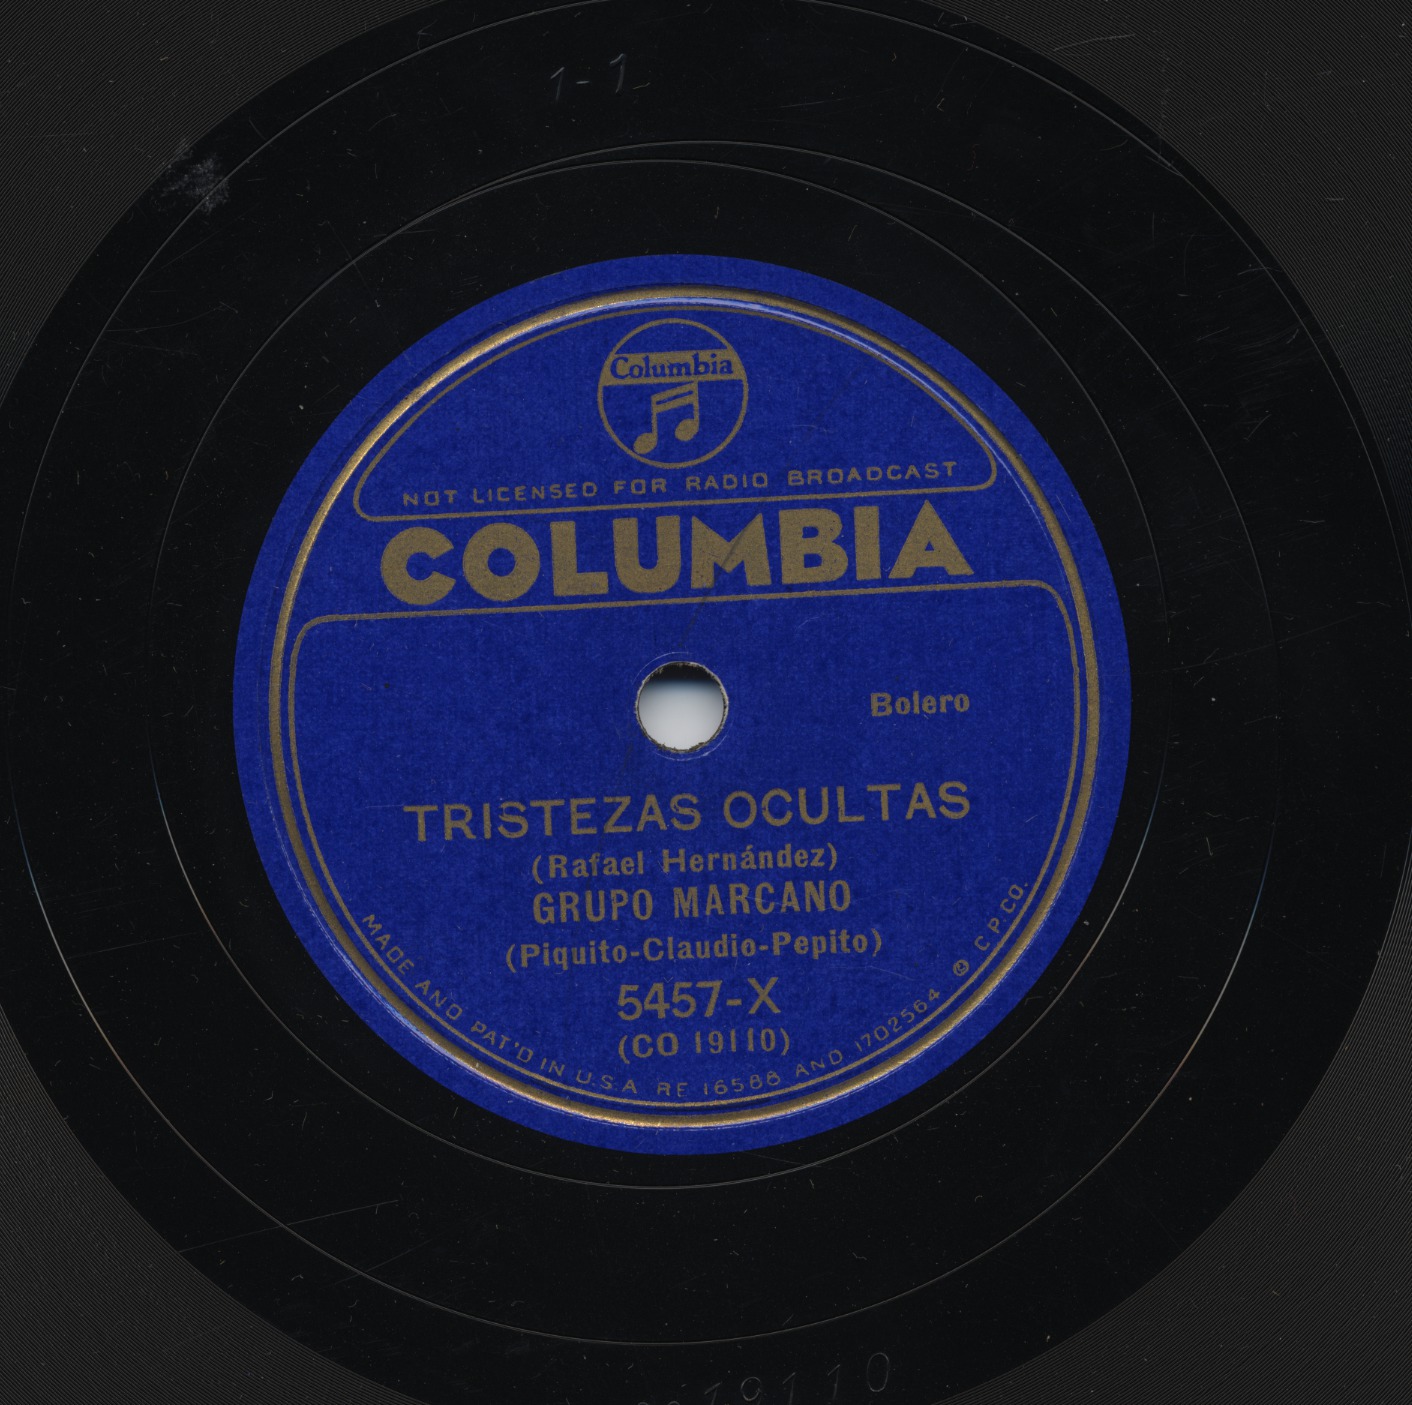 1-1
Columbia
NOT LICENSED FOR RADIO BROADCAST
COLUMBIA
Bolero
TRISTEZAS OCULTAS
(Rafael Hernández)
GRUPO MARCANO
(Piquito-Claudio-Pepito)
5457-X
(CO 19110)
MADE AND PAT'D IN U.S.A. RE 16588 AND 1702564 © C.P.CO.
19110